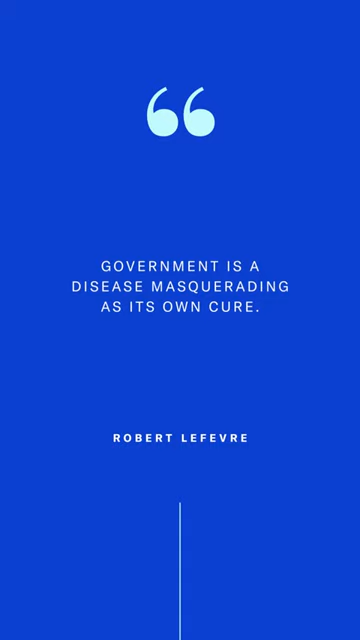 “
GOVERNMENT IS A
DISEASE MASQUERADING
AS ITS OWN CURE.
ROBERT LEFEVRE